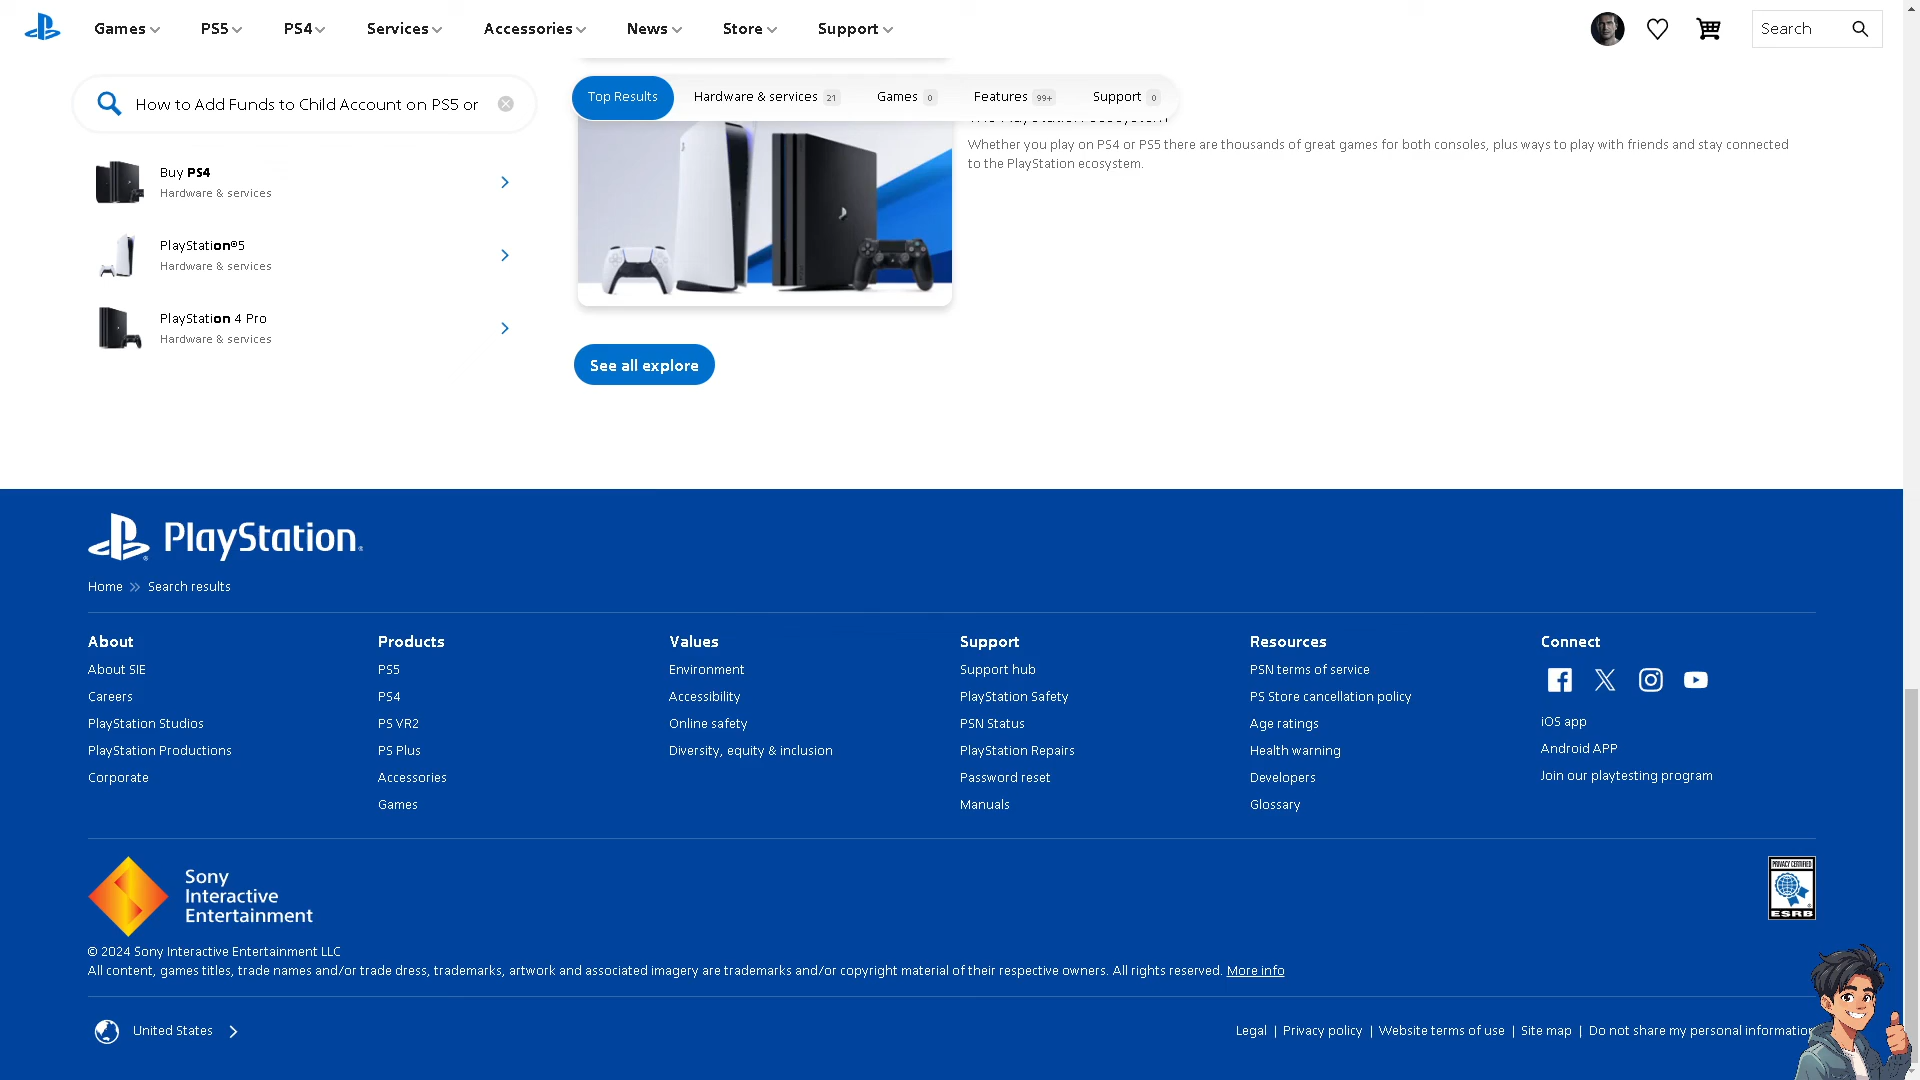 Games
PS5
PS4
Services
Accessories
News
Store
Support
Search
How to Add Funds to Child Account on PS5 or
Top Results
Hardware & services 21
Games 0
Features 99+
Support 0
Buy PS4
Hardware & services
PlayStation®5
Hardware & services
PlayStation 4 Pro
Hardware & services
The PlayStation ecosystem
Whether you play on PS4 or PS5 there are thousands of great games for both consoles, plus ways to play with friends and stay connected
to the PlayStation ecosystem.
See all explore
PlayStation®
Home
Search results
About
About SIE
Careers
PlayStation Studios
PlayStation Productions
Corporate
Products
PS5
PS4
PS VR2
PS Plus
Accessories
Games
Values
Environment
Accessibility
Online safety
Diversity, equity & inclusion
Support
Support hub
PlayStation Safety
PSN Status
PlayStation Repairs
Password reset
Manuals
Resources
PSN terms of service
PS Store cancellation policy
Age ratings
Health warning
Developers
Glossary
Connect
iOS app
Android APP
Join our playtesting program
Sony
Interactive
Entertainment
PRIVACY CERTIFIED
ESRB
© 2024 Sony Interactive Entertainment LLC
All content, games titles, trade names and/or trade dress, trademarks, artwork and associated imagery are trademarks and/or copyright material of their respective owners. All rights reserved. More info
United States
Legal | Privacy policy | Website terms of use | Site map | Do not share my personal information